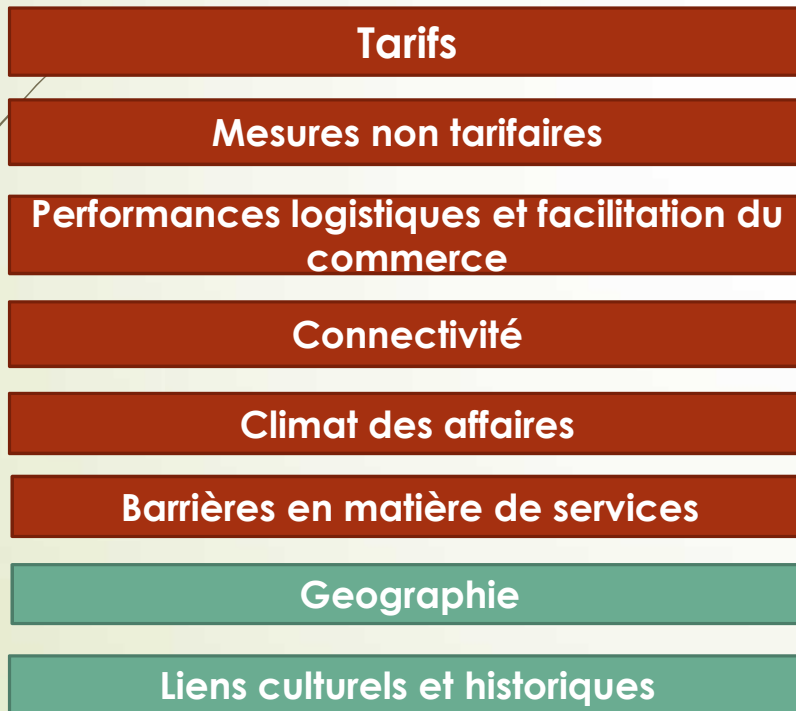 Tarifs
Mesures non tarifaires
Performances logistiques et facilitation du
commerce
Connectivité
Climat des affaires
Barrières en matière de services
Geographie
Liens culturels et historiques